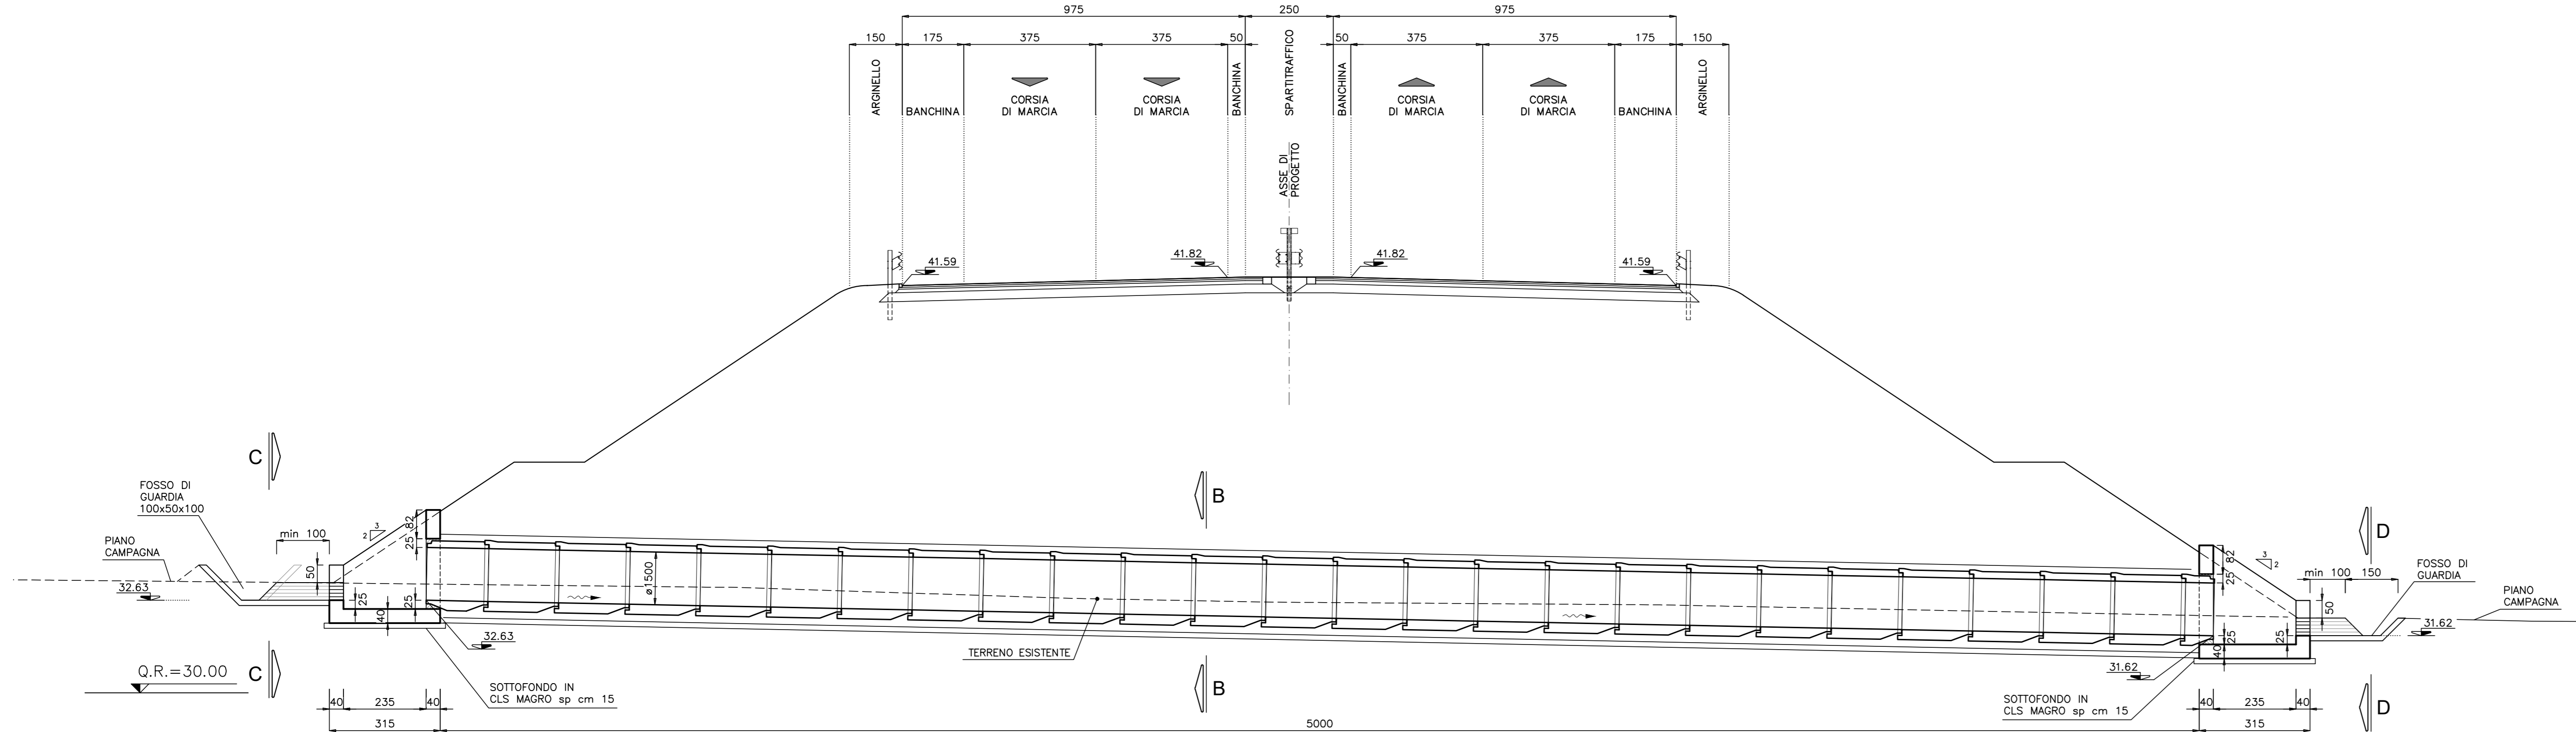 975
250
975
150
175
375
375
50
50
375
375
175
150
ARGINELLO
BANCHINA
CORSIA
DI MARCIA
CORSIA
DI MARCIA
BANCHINA
SPARTITRAFFICO
BANCHINA
CORSIA
DI MARCIA
CORSIA
DI MARCIA
BANCHINA
ARGINELLO
ASSE DI
PROGETTO
41.59
41.82
41.82
41.59
C
B
D
FOSSO DI
GUARDIA
100x50x100
min 100
PIANO
CAMPAGNA
32.63
3
2
82
25
50
25
25
40
ø1500
32.63
TERRENO ESISTENTE
Q.R.=30.00
C
SOTTOFONDO IN
CLS MAGRO sp cm 15
B
82
25
3
2
min 100
150
50
25
25
40
FOSSO DI
GUARDIA
PIANO
CAMPAGNA
31.62
31.62
SOTTOFONDO IN
CLS MAGRO sp cm 15
D
40
235
40
315
5000
40
235
40
315